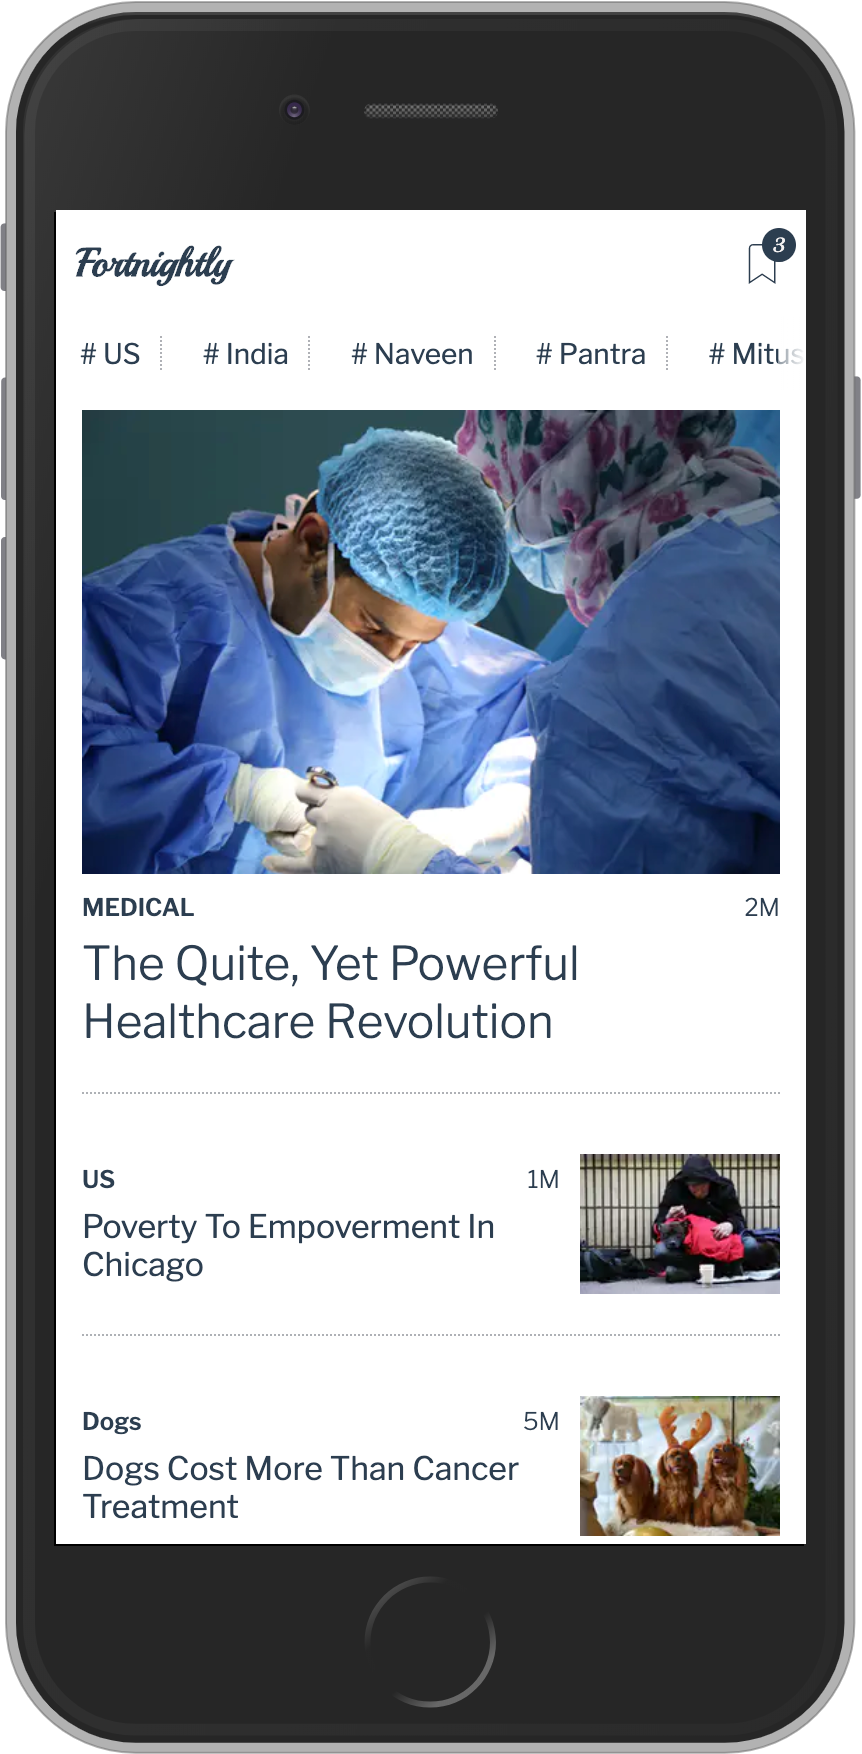 Fortnightly
3
# US # India # Naveen # Pantra # Mitus
MEDICAL 2M
The Quite, Yet Powerful
Healthcare Revolution
US 1M
Poverty To Empoverment In
Chicago
Dogs 5M
Dogs Cost More Than Cancer
Treatment